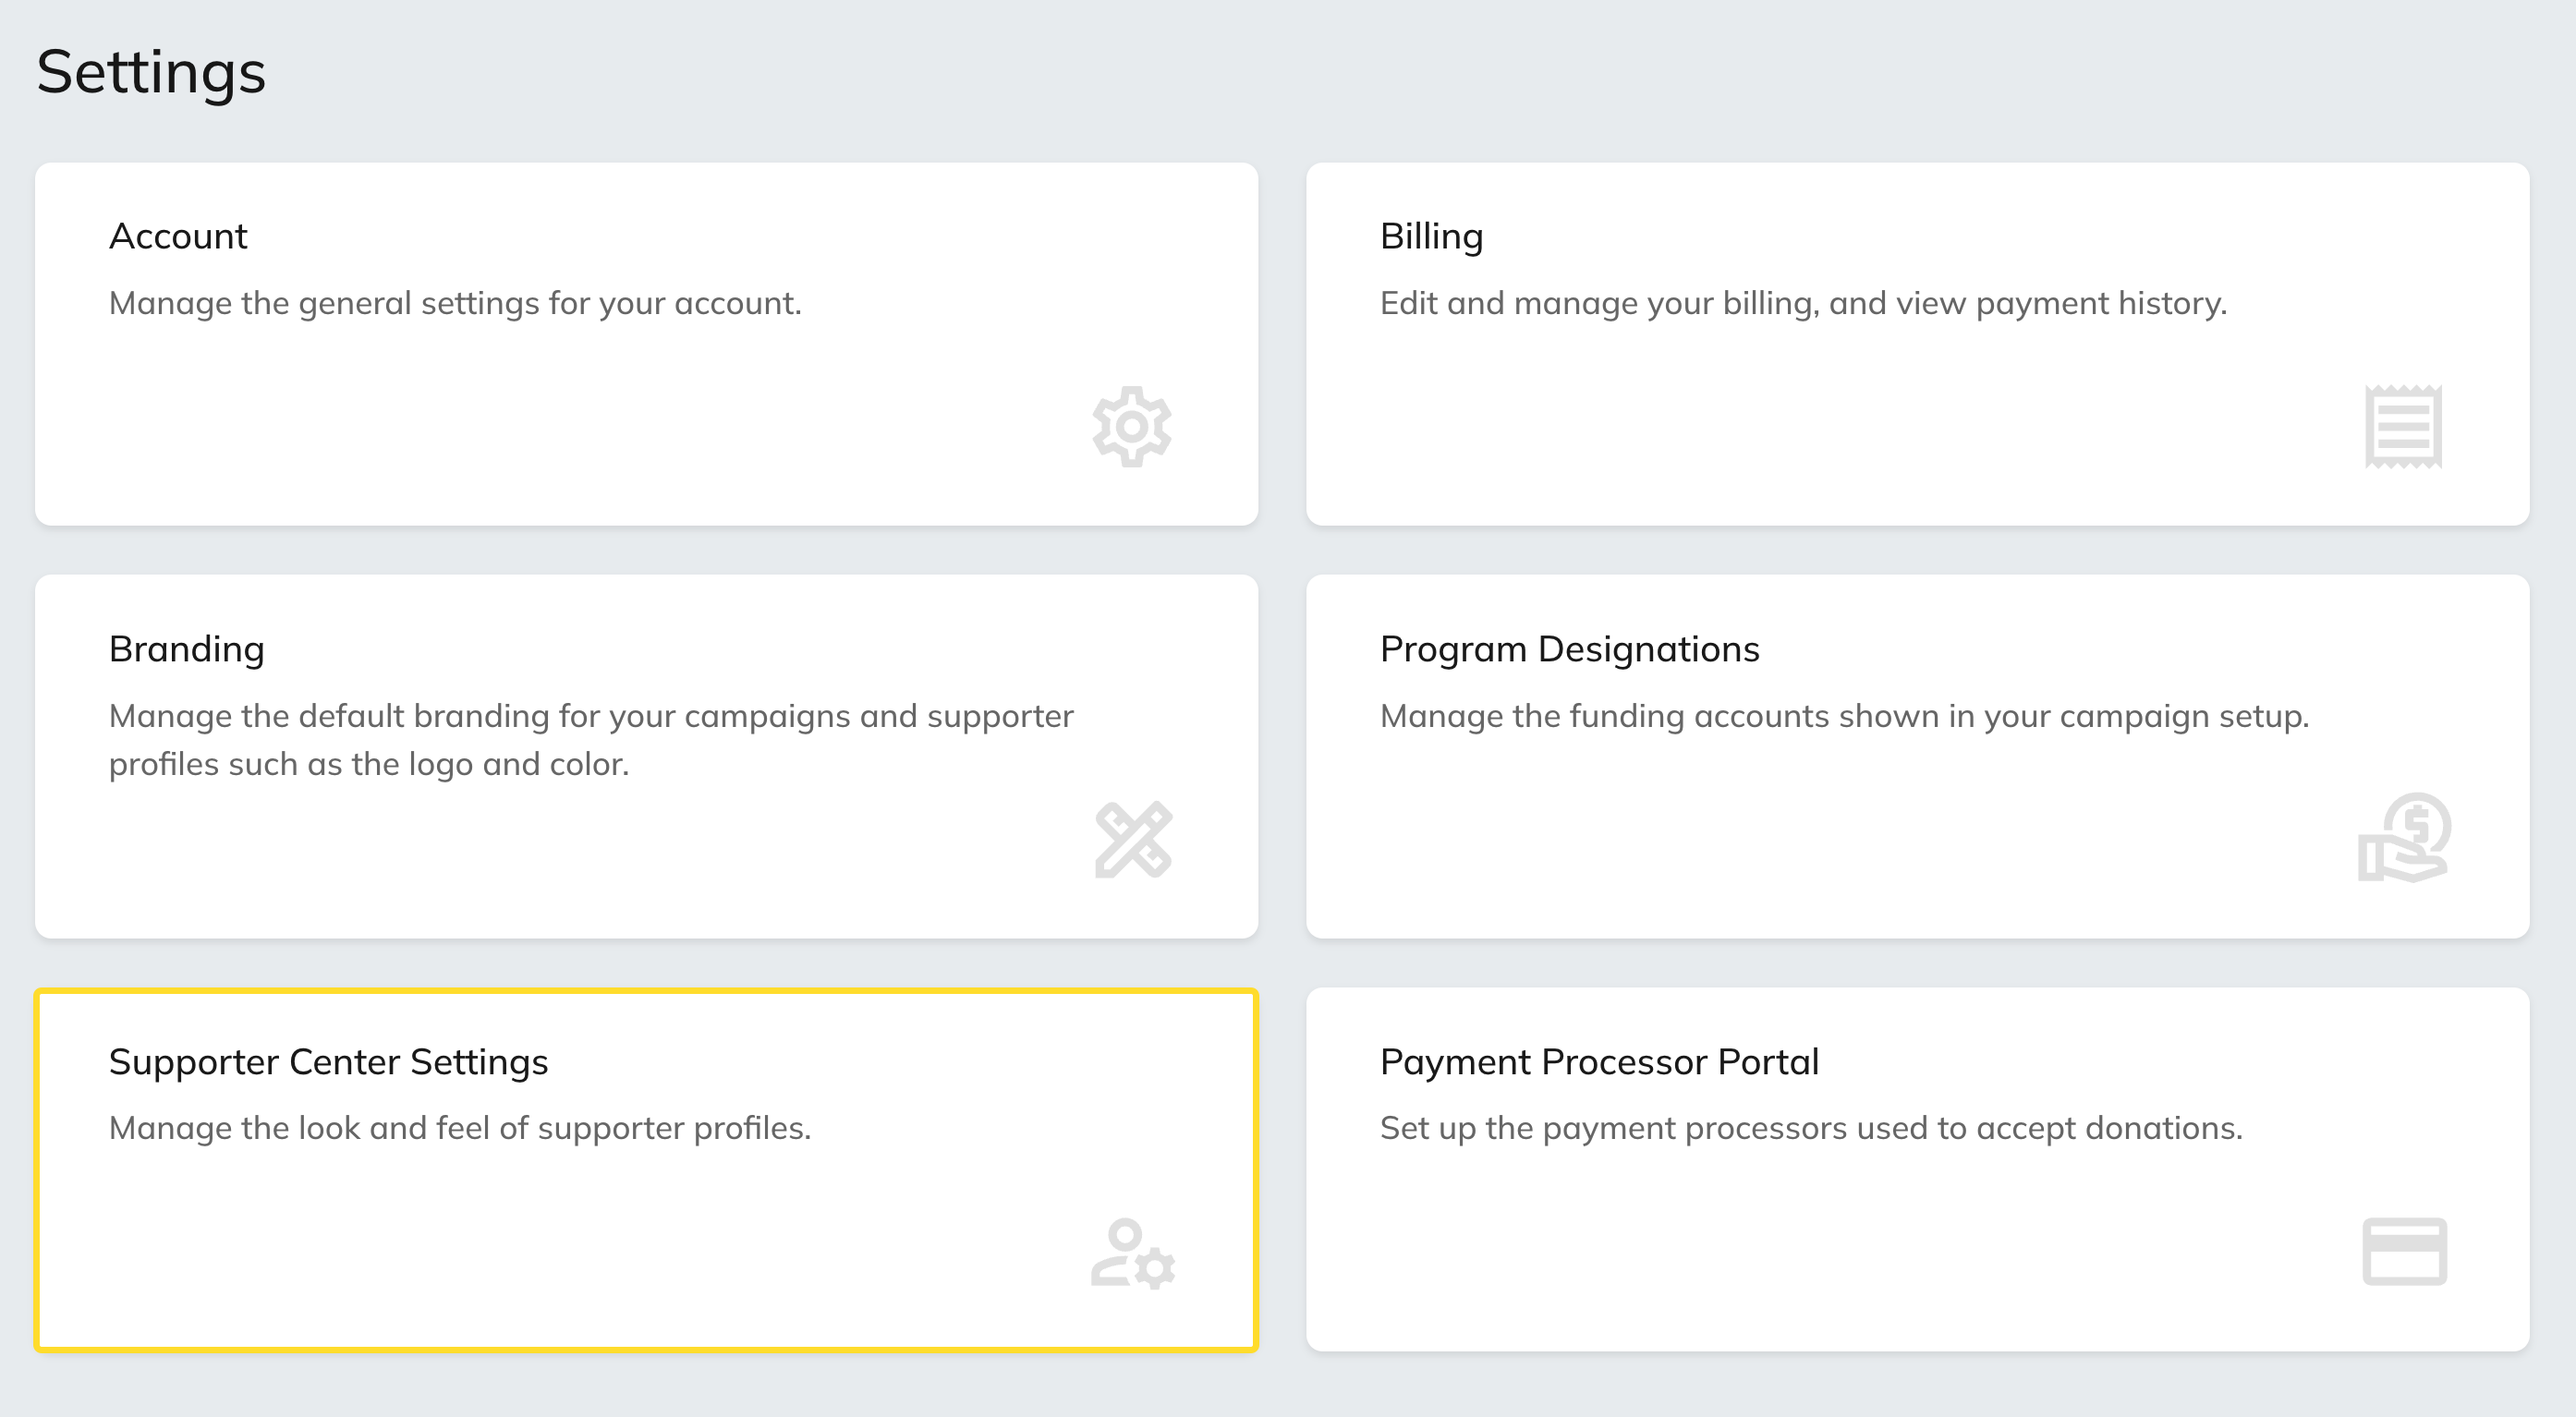 Settings
Account
Manage the general settings for your account.
Billing
Edit and manage your billing, and view payment history.
Branding
Manage the default branding for your campaigns and supporter
profiles such as the logo and color.
Program Designations
Manage the funding accounts shown in your campaign setup.
Supporter Center Settings
Manage the look and feel of supporter profiles.
Payment Processor Portal
Set up the payment processors used to accept donations.